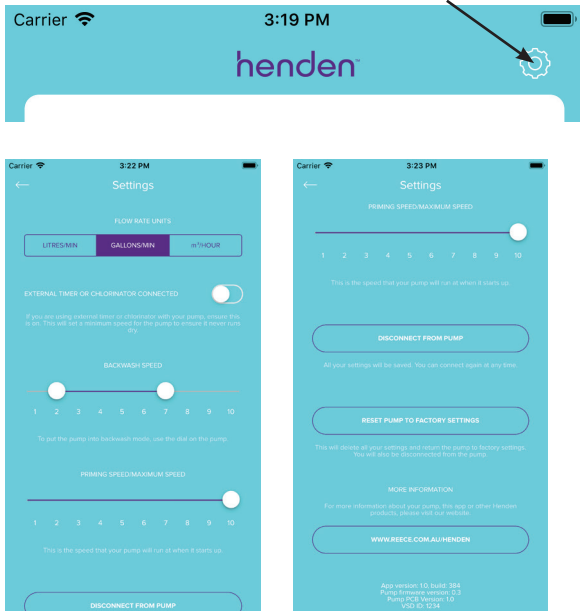 Carrier 3:19 PM
henden
Carrier 3:22 PM
Settings
FLOW RATE UNITS
LITRES/MIN GALLONS/MIN m³/HOUR
EXTERNAL TIMER OR CHLORINATOR CONNECTED
If you are using external timer or chlorinator with your pump, ensure this
is on. This will set a minimum speed for the pump to ensure it never runs
dry.
BACKWASH SPEED
1 2 3 4 5 6 7 8 9 10
To put the pump into backwash mode, use the dial on the pump.
PRIMING SPEED/MAXIMUM SPEED
1 2 3 4 5 6 7 8 9 10
This is the speed that your pump will run at when it starts up.
DISCONNECT FROM PUMP
Carrier 3:23 PM
Settings
PRIMING SPEED/MAXIMUM SPEED
1 2 3 4 5 6 7 8 9 10
This is the speed that your pump will run at when it starts up.
DISCONNECT FROM PUMP
All your settings will be saved. You can connect again at any time.
RESET PUMP TO FACTORY SETTINGS
This will delete all your settings and return the pump to factory settings.
You will also be disconnected from the pump.
MORE INFORMATION
For more information about your pump, this app or other Henden
products, please visit our website.
WWW.REECE.COM.AU/HENDEN
App version: 1.0, build: 384
Pump firmware version: 0.3
Pump PCB Version: 1.0
VSD ID: 1234